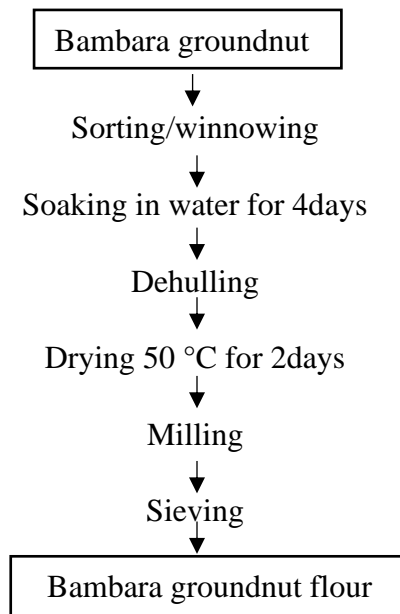 Bambara groundnut
Sorting/winnowing
Soaking in water for 4days
Dehulling
Drying 50 °C for 2days
Milling
Sieving
Bambara groundnut flour